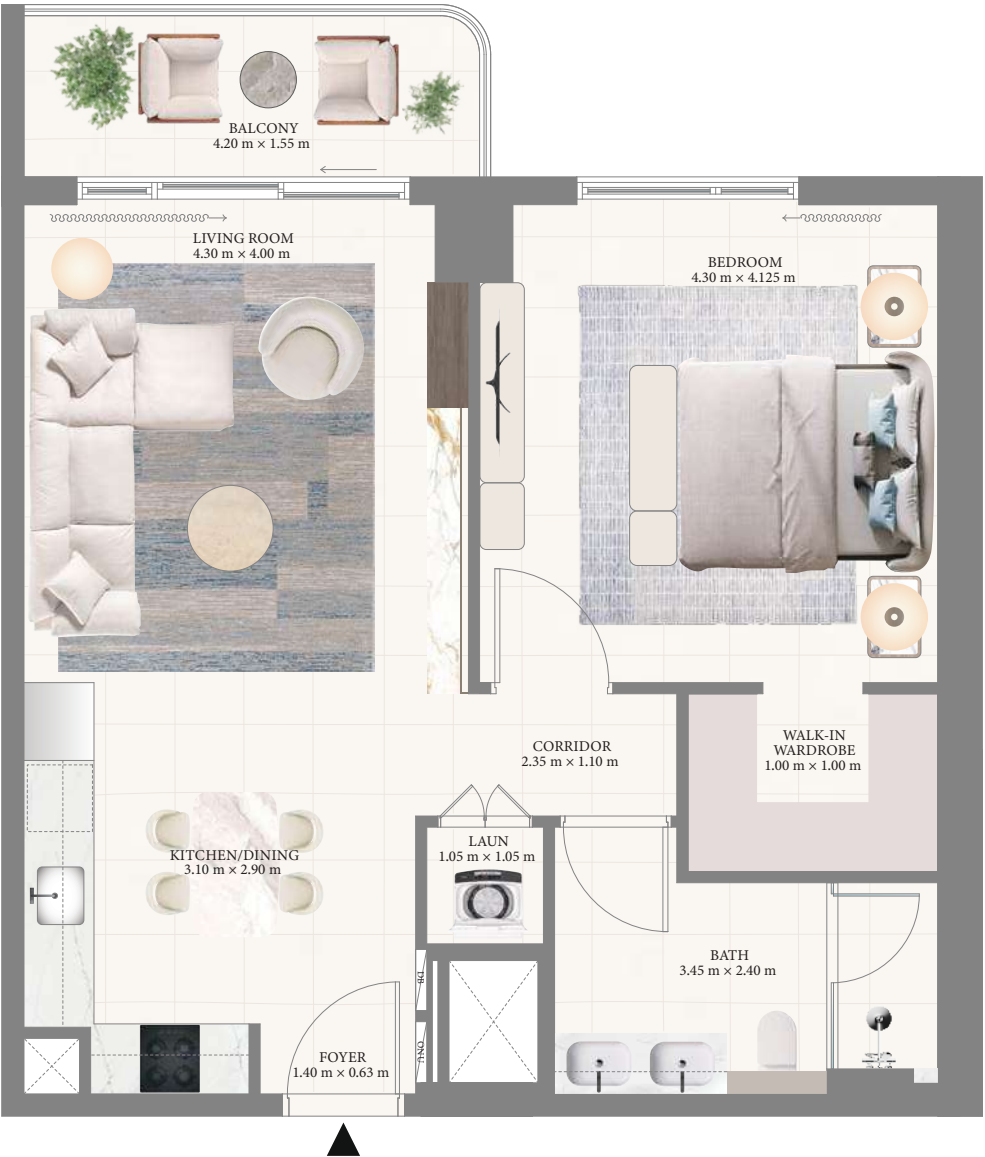 BALCONY
4.20 m × 1.55 m
LIVING ROOM
4.30 m × 4.00 m
BEDROOM
4.30 m × 4.125 m
CORRIDOR
2.35 m × 1.10 m
WALK-IN
WARDROBE
1.00 m × 1.00 m
LAUN
1.05 m × 1.05 m
KITCHEN/DINING
3.10 m × 2.90 m
BATH
3.45 m × 2.40 m
DB
ONU
FOYER
1.40 m × 0.63 m